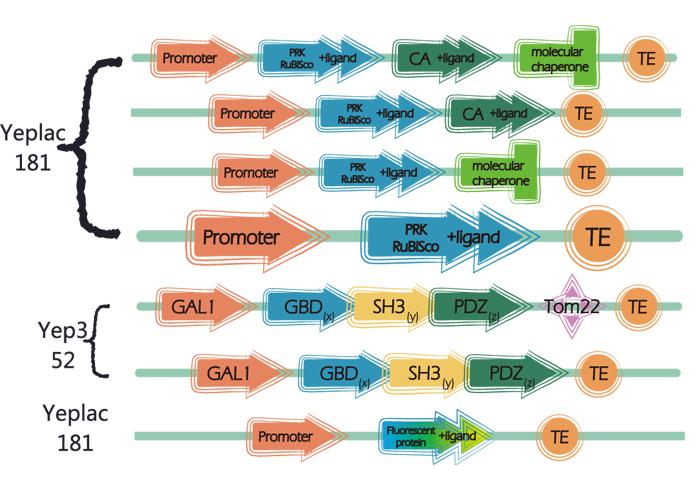 Promoter PRK RuBISco +ligand CA +ligand molecular chaperone TE
Promoter PRK RuBISco +ligand CA +ligand TE
Yeplac
181
Promoter PRK RuBISco +ligand molecular chaperone TE
Promoter PRK RuBISco +ligand TE
GAL1 GBD(x) SH3(y) PDZ(z) Tom22 TE
Yep3
52
GAL1 GBD(x) SH3(y) PDZ(z) TE
Yeplac
181
Promoter Fluorescent protein +ligand TE